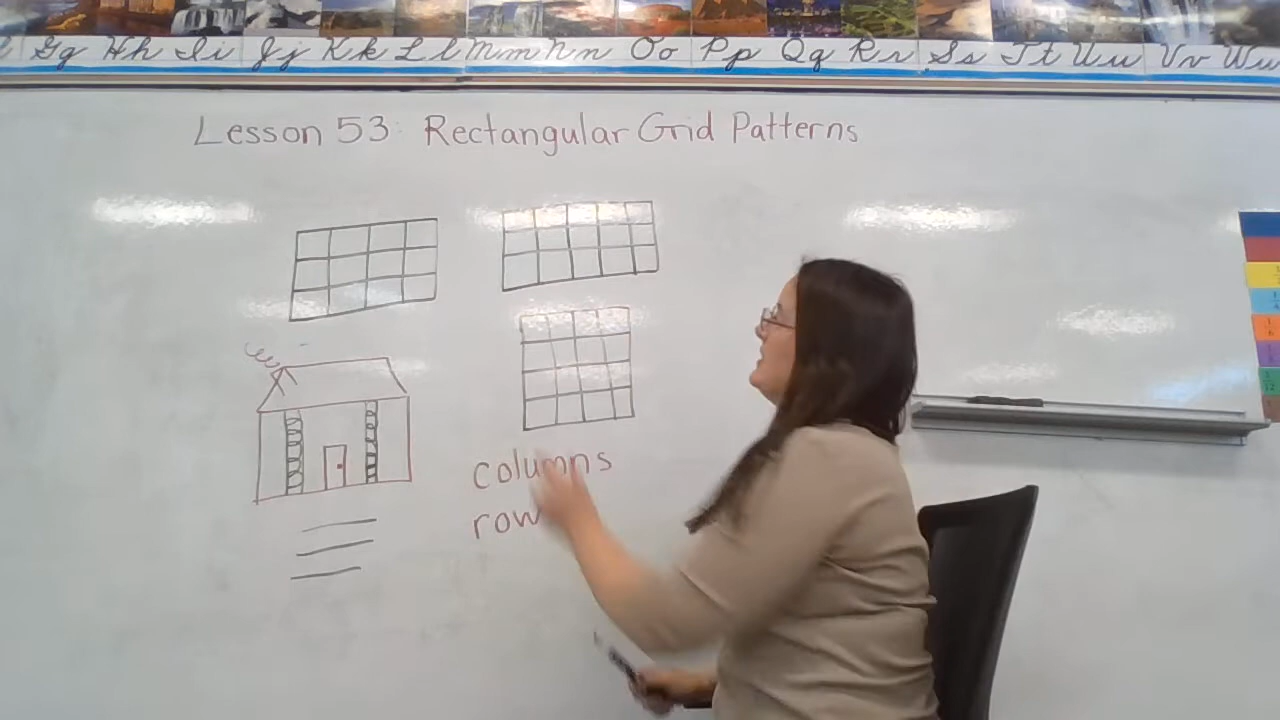 Gg Hh Ii Jj Kk Ll Mm Nn Oo Pp Qq Rr Ss Tt Uu Vv Ww
Lesson 53: Rectangular Grid Patterns
columns
row